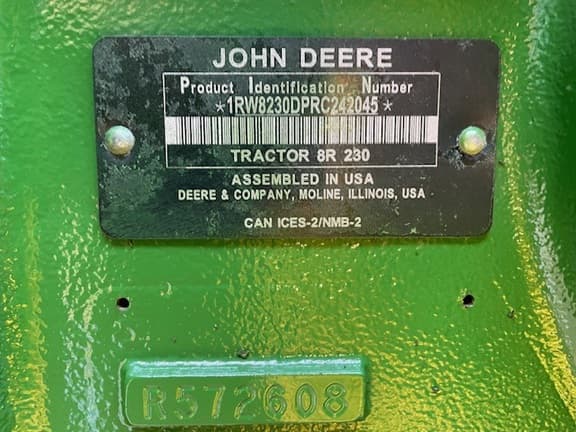 JOHN DEERE
Product Identification Number
*1RW8230DPRC242045*
TRACTOR 8R 230
ASSEMBLED IN USA
DEERE & COMPANY, MOLINE, ILLINOIS, USA
CAN ICES-2/NMB-2
R572608